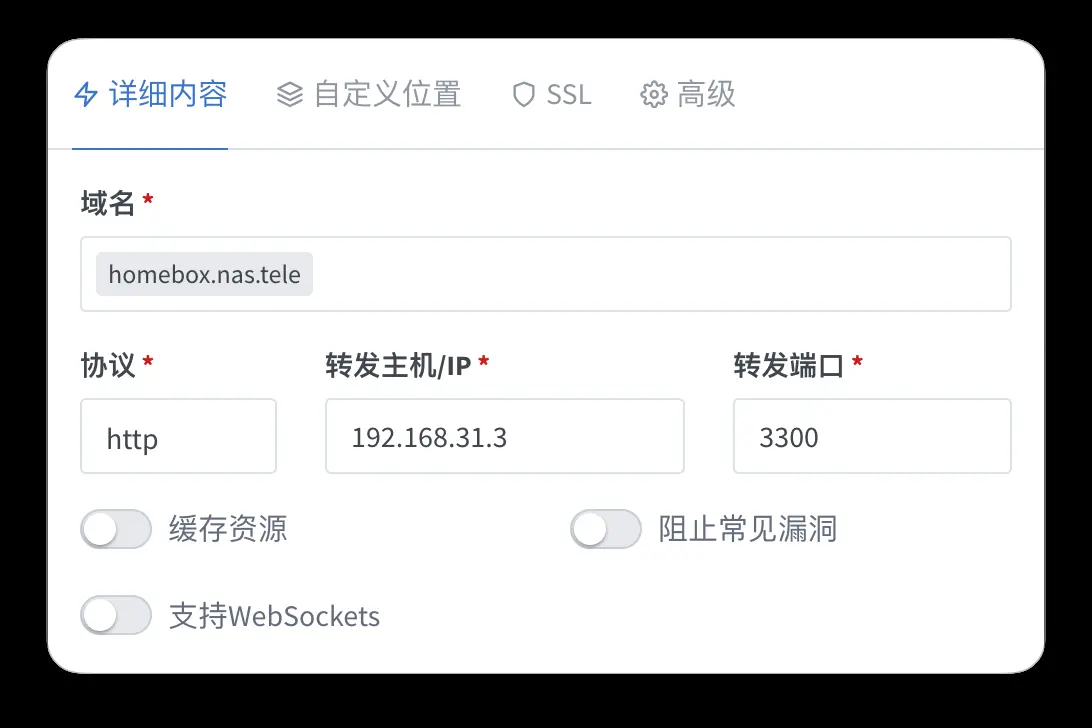 详细内容 自定义位置 SSL 高级
域名 *
homebox.nas.tele
协议 * 转发主机/IP * 转发端口 *
http 192.168.31.3 3300
缓存资源 阻止常见漏洞
支持WebSockets